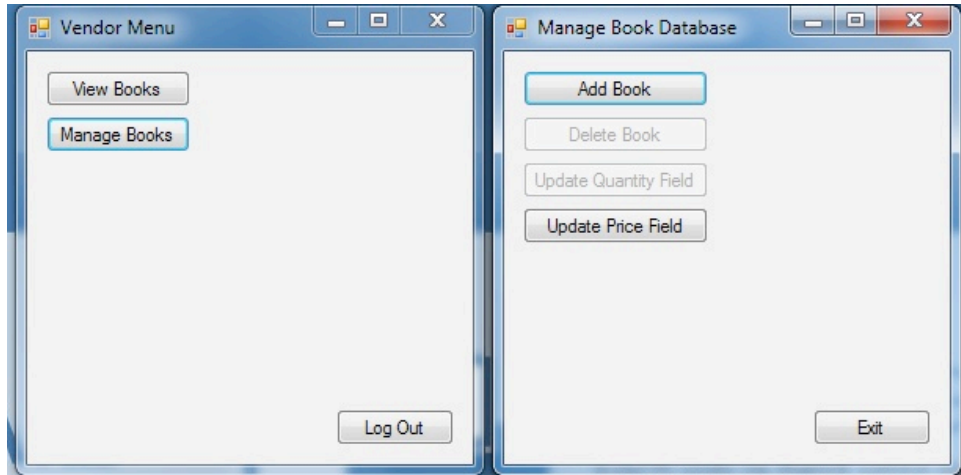 Vendor Menu
View Books
Manage Books
Log Out
Manage Book Database
Add Book
Delete Book
Update Quantity Field
Update Price Field
Exit